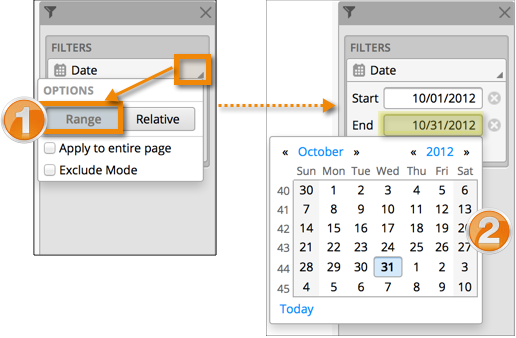 FILTERS
Date
OPTIONS
1
Range Relative
Apply to entire page
Exclude Mode
FILTERS
Date
Start 10/01/2012
End 10/31/2012
« October » « 2012 »
Sun Mon Tue Wed Thu Fri Sat
40 30 1 2 3 4 5 6
41 7 8 9 10 11 12 13
42 14 15 16 17 18 19 20
43 21 22 23 24 25 26 27
44 28 29 30 31 1 2 3
45 4 5 6 7 8 9 10
2
Today